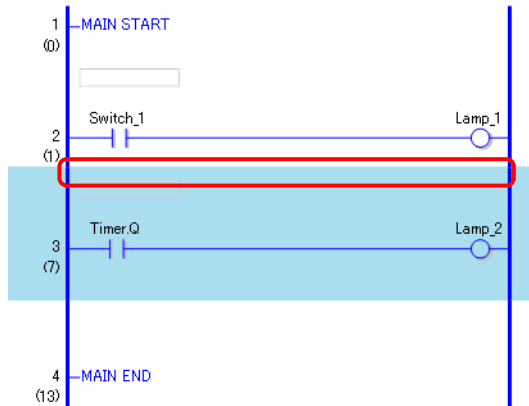 1 MAIN START
(0)
Switch_1 Lamp_1
2
(1)
Timer.Q Lamp_2
3
(7)
4 MAIN END
(13)